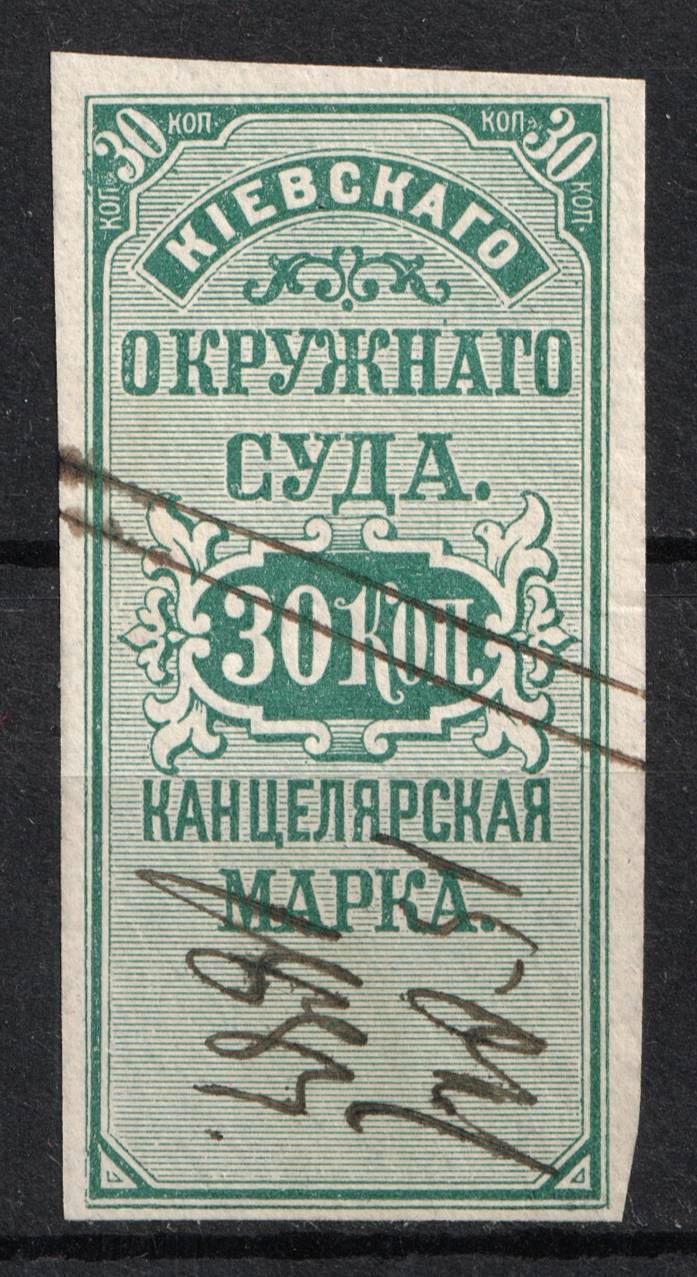 30 КОП.
КОП. 30
КОП.
КОП.
КІЕВСКАГО
ОКРУЖНАГО
СУДА.
30 КОП.
КАНЦЕЛЯРСКАЯ
МАРКА.